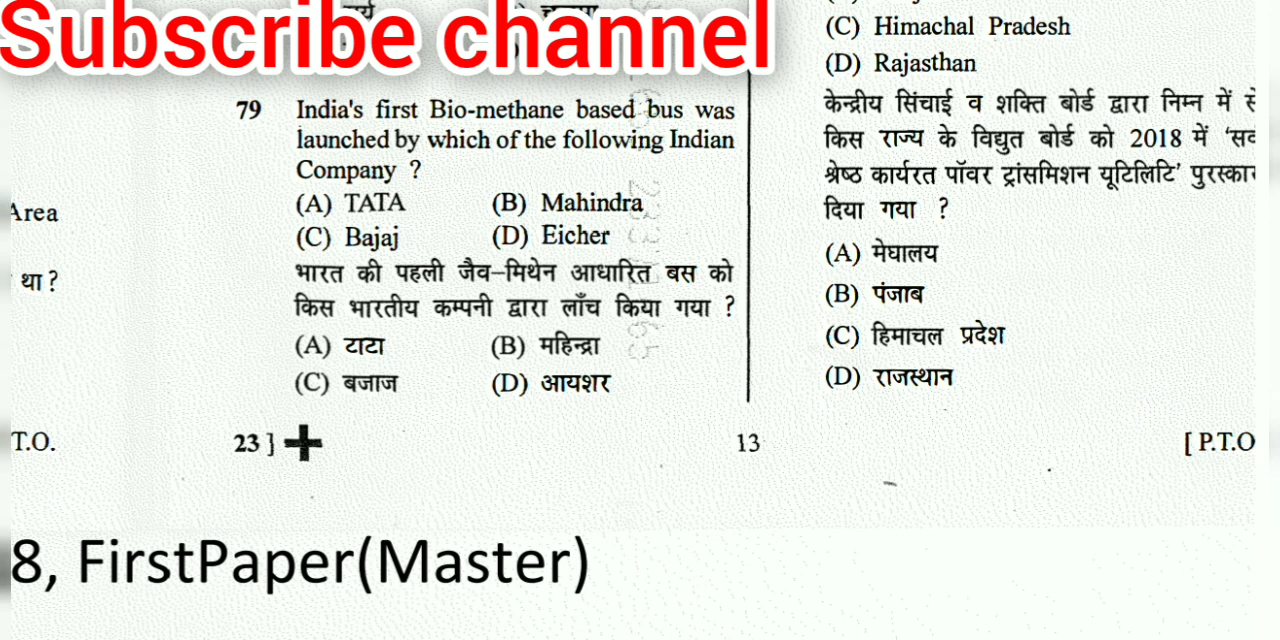 Subscribe channel
Area
था ?
T.O.
79 India's first Bio-methane based bus was
launched by which of the following Indian
Company ?
(A) TATA (B) Mahindra
(C) Bajaj (D) Eicher
भारत की पहली जैव–मिथेन आधारित बस को
किस भारतीय कम्पनी द्वारा लाँच किया गया ?
(A) टाटा (B) महिन्द्रा
(C) बजाज (D) आयशर
23 ]
(C) Himachal Pradesh
(D) Rajasthan
केन्द्रीय सिंचाई व शक्ति बोर्ड द्वारा निम्न में से
किस राज्य के विद्युत बोर्ड को 2018 में
श्रेष्ठ कार्यरत पॉवर ट्रांसमिशन यूटिलिटि’ पुरस्कार
दिया गया ?
(A) मेघालय
(B) पंजाब
(C) हिमाचल प्रदेश
(D) राजस्थान
13
[ P.T.O
8, FirstPaper(Master)